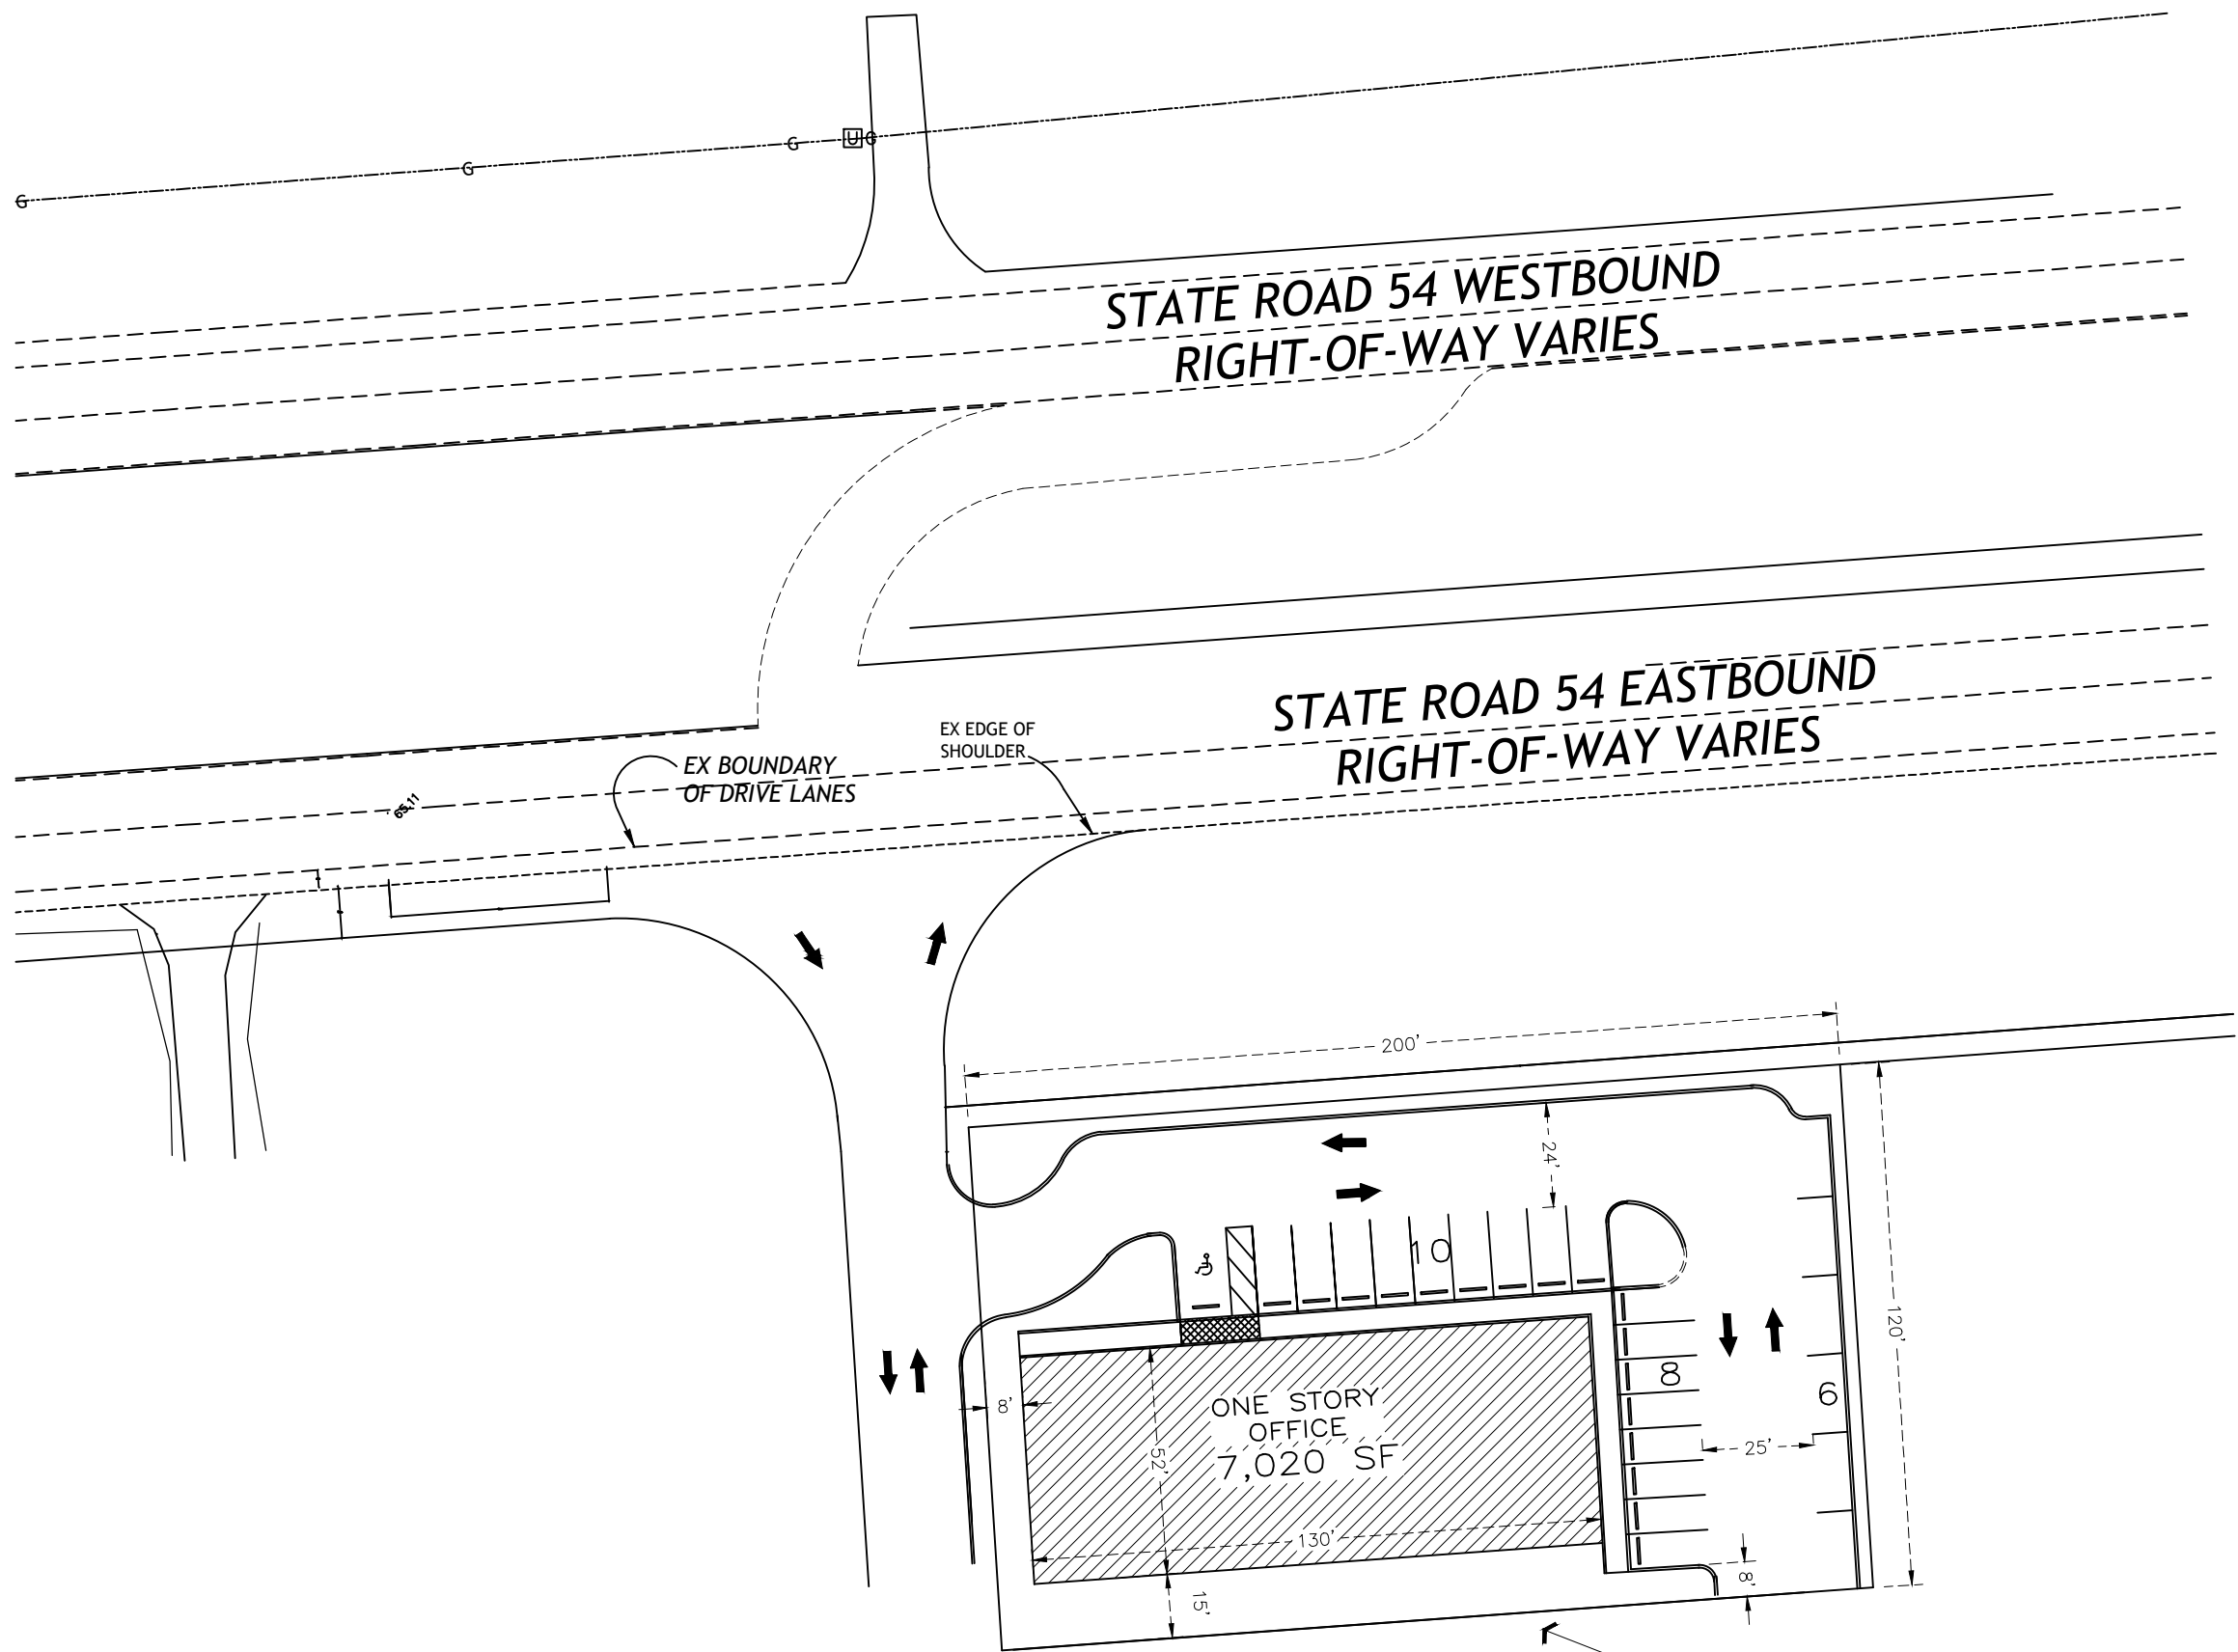 G
G
G
U G
STATE ROAD 54 WESTBOUND
RIGHT-OF-WAY VARIES
STATE ROAD 54 EASTBOUND
RIGHT-OF-WAY VARIES
EX EDGE OF
SHOULDER
EX BOUNDARY
OF DRIVE LANES
65.11
200'
24'
10
120'
8
6
8'
ONE STORY
OFFICE
7,020 SF
52'
25'
130'
15'
8'